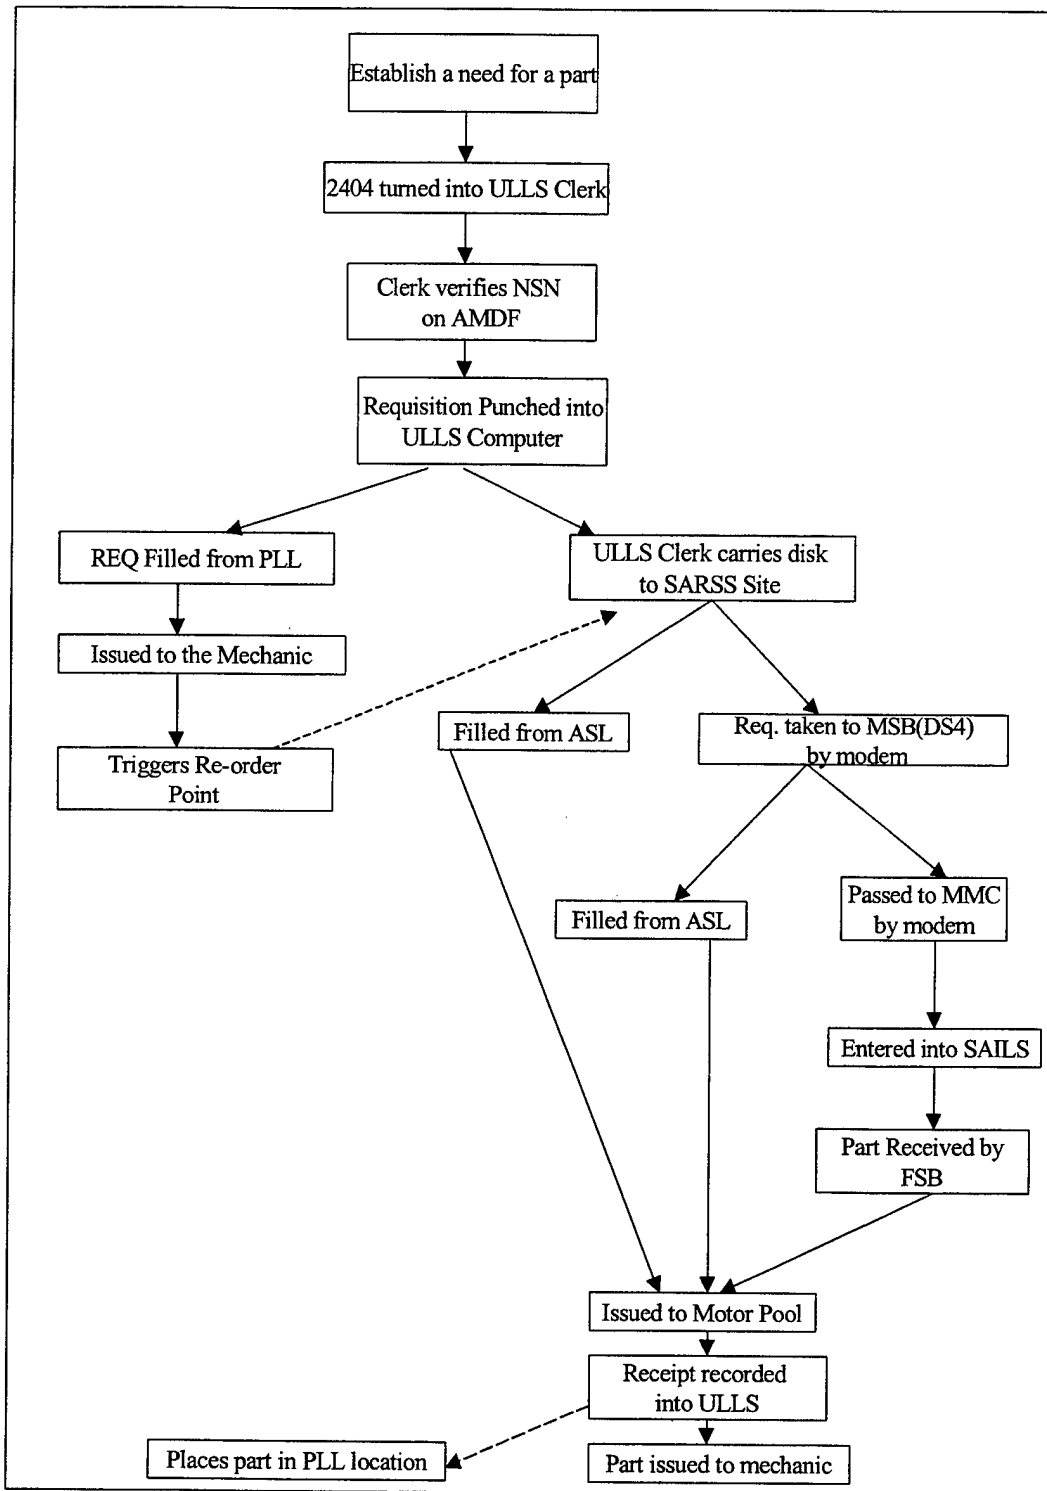 Establish a need for a part
2404 turned into ULLS Clerk
Clerk verifies NSN
on AMDF
Requisition Punched into
ULLS Computer
REQ Filled from PLL
ULLS Clerk carries disk
to SARSS Site
Issued to the Mechanic
Filled from ASL
Req. taken to MSB(DS4)
by modem
Triggers Re-order
Point
Filled from ASL
Passed to MMC
by modem
Entered into SAILS
Part Received by
FSB
Issued to Motor Pool
Receipt recorded
into ULLS
Places part in PLL location
Part issued to mechanic